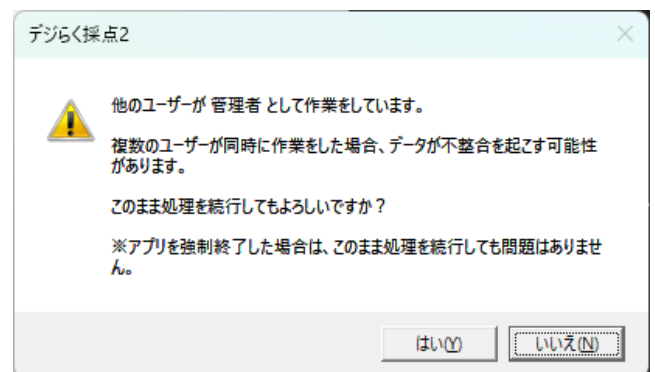 デジらく採点2
他のユーザーが 管理者 として作業をしています。
複数のユーザーが同時に作業をした場合、データが不整合を起こす可能性
があります。
このまま処理を続行してもよろしいですか？
※アプリを強制終了した場合は、このまま処理を続行しても問題はありませ
ん。
はい(Y)
いいえ(N)